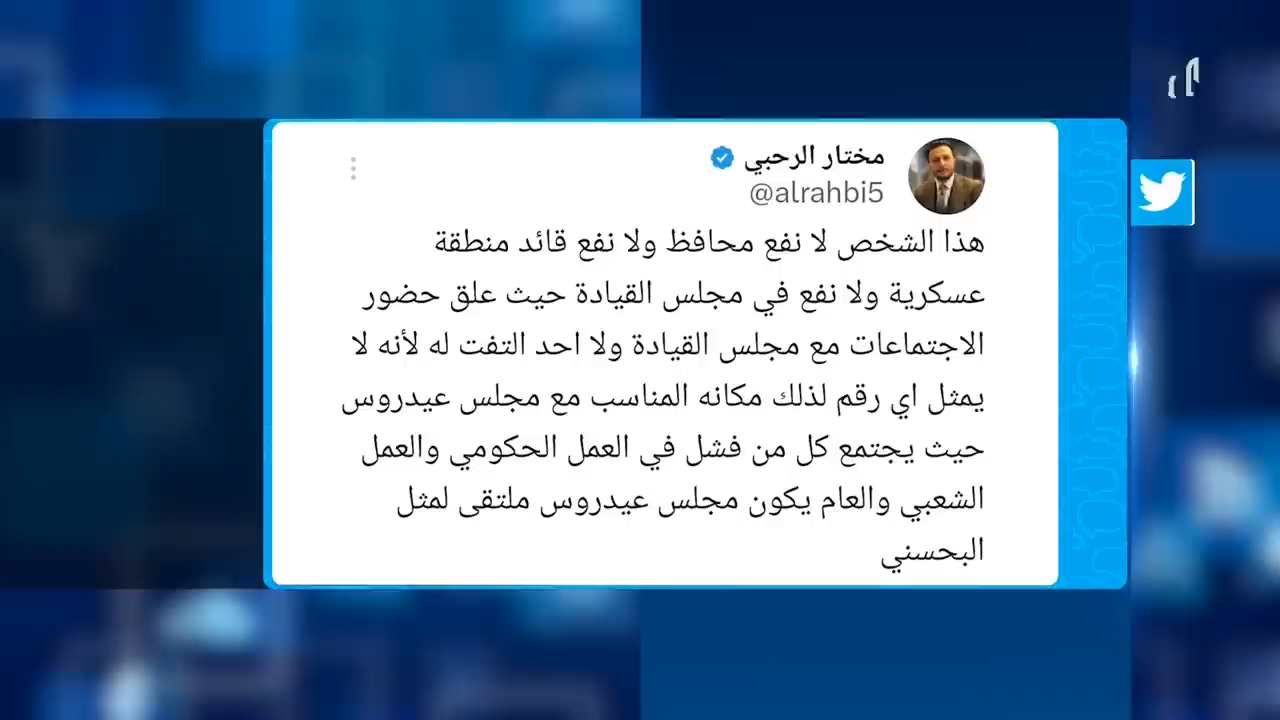 مختار الرحبي
@alrahbi5
هذا الشخص لا نفع محافظ ولا نفع قائد منطقة
عسكرية ولا نفع في مجلس القيادة حيث علق حضور
الاجتماعات مع مجلس القيادة ولا احد التفت له لأنه لا
يمثل اي رقم لذلك مكانه المناسب مع مجلس عيدروس
حيث يجتمع كل من فشل في العمل الحكومي والعمل
الشعبي والعام يكون مجلس عيدروس ملتقى لمثل
البحسني